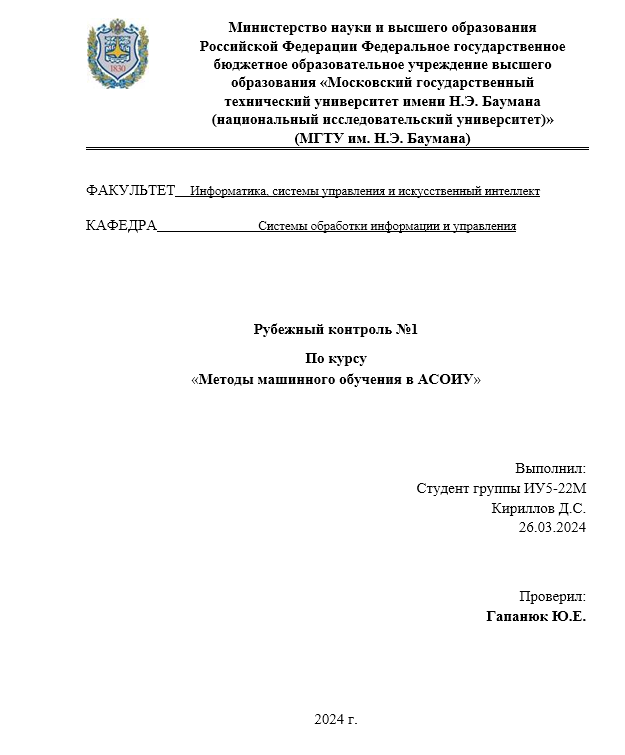 Министерство науки и высшего образования
Российской Федерации Федеральное государственное
бюджетное образовательное учреждение высшего
образования «Московский государственный
технический университет имени Н.Э. Баумана
(национальный исследовательский университет)»
(МГТУ им. Н.Э. Баумана)
1830
ФАКУЛЬТЕТ Информатика, системы управления и искусственный интеллект
КАФЕДРА Системы обработки информации и управления
Рубежный контроль №1
По курсу
«Методы машинного обучения в АСОИУ»
Выполнил:
Студент группы ИУ5-22М
Кириллов Д.С.
26.03.2024
Проверил:
Гапанюк Ю.Е.
2024 г.